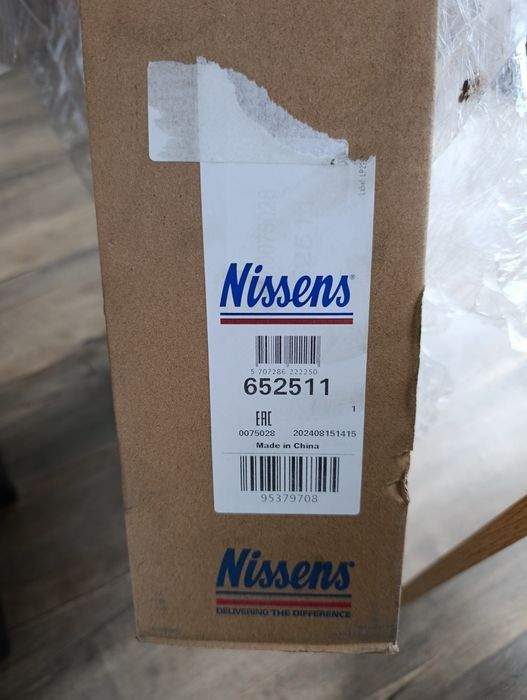 Nissens®
5 707286 222250
652511
1
EAC
0075028 202408151415
Made in China
95379708
Nissens®
DELIVERING THE DIFFERENCE